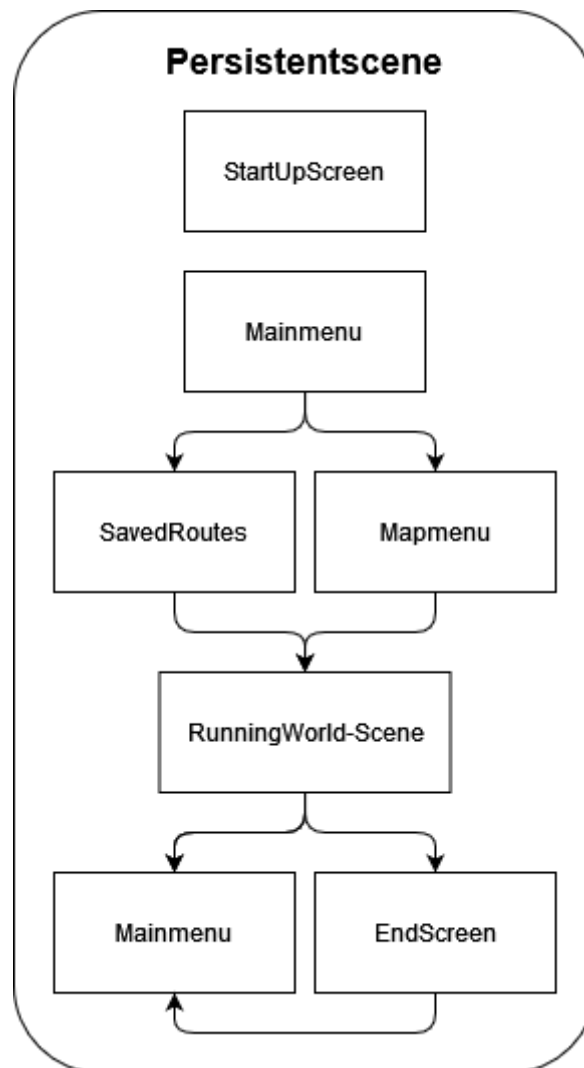 Persistentscene
StartUpScreen
Mainmenu
SavedRoutes
Mapmenu
RunningWorld-Scene
Mainmenu
EndScreen